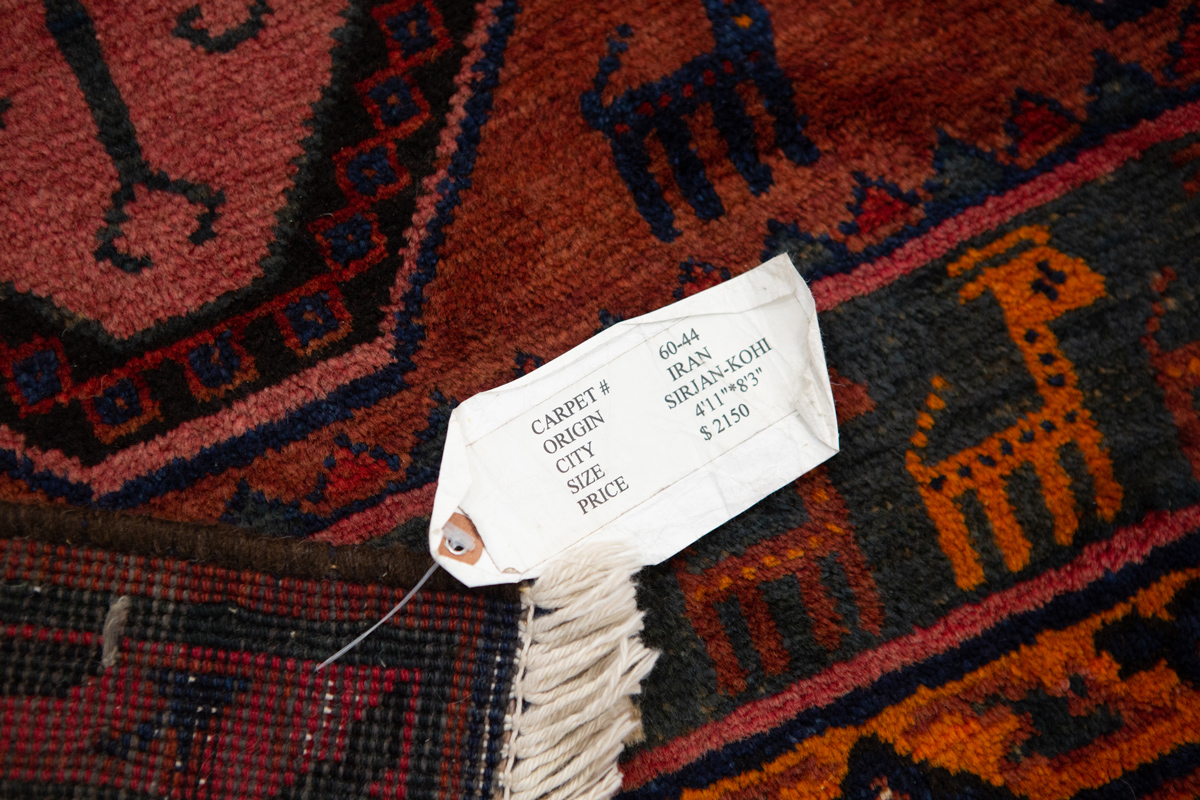 CARPET # 60-44
ORIGIN IRAN
CITY SIRJAN-KOHI
SIZE 4'11"*8'3"
PRICE $ 2150